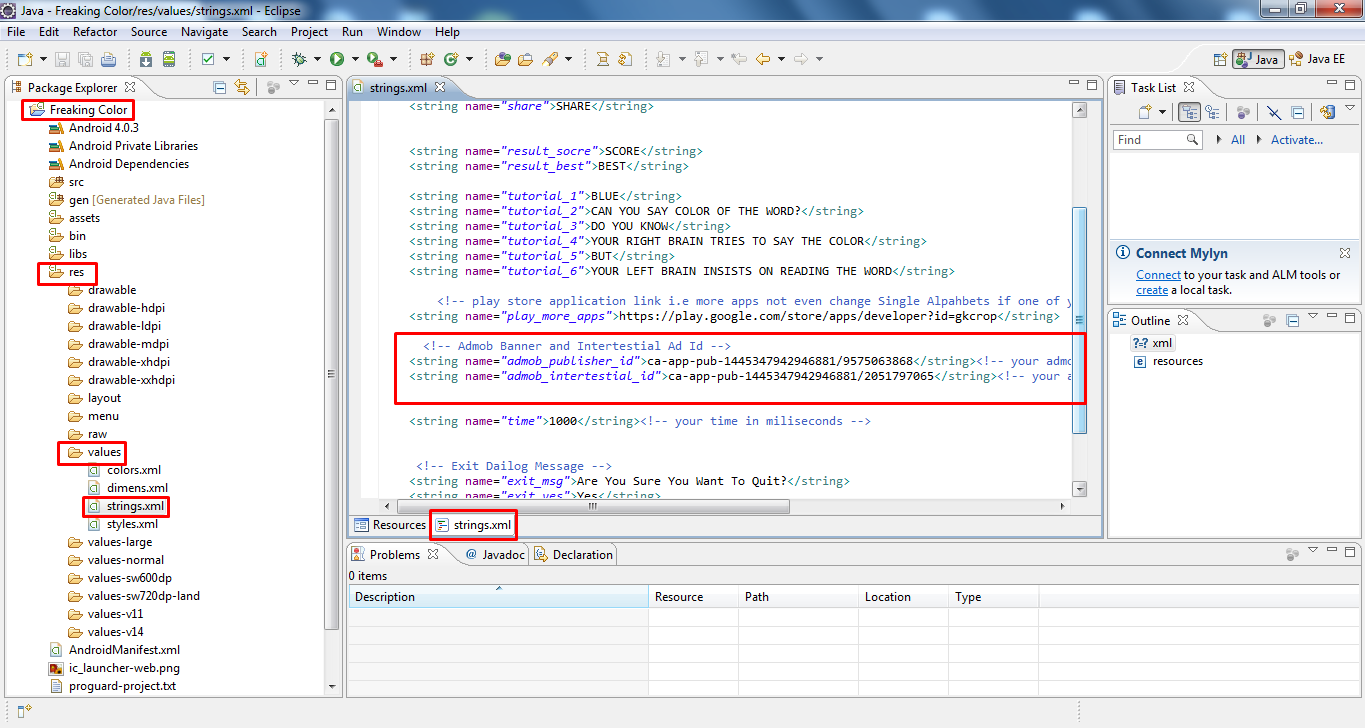 Java - Freaking Color/res/values/strings.xml - Eclipse
File Edit Refactor Source Navigate Search Project Run Window Help
Java Java EE
Package Explorer
Freaking Color
Android 4.0.3
Android Private Libraries
Android Dependencies
src
gen [Generated Java Files]
assets
bin
libs
res
drawable
drawable-hdpi
drawable-ldpi
drawable-mdpi
drawable-xhdpi
drawable-xxhdpi
layout
menu
raw
values
colors.xml
dimens.xml
strings.xml
styles.xml
values-large
values-normal
values-sw600dp
values-sw720dp-land
values-v11
values-v14
AndroidManifest.xml
ic_launcher-web.png
proguard-project.txt
strings.xml
<string name="share">SHARE</string>
<string name="result_socre">SCORE</string>
<string name="result_best">BEST</string>
<string name="tutorial_1">BLUE</string>
<string name="tutorial_2">CAN YOU SAY COLOR OF THE WORD?</string>
<string name="tutorial_3">DO YOU KNOW</string>
<string name="tutorial_4">YOUR RIGHT BRAIN TRIES TO SAY THE COLOR</string>
<string name="tutorial_5">BUT</string>
<string name="tutorial_6">YOUR LEFT BRAIN INSISTS ON READING THE WORD</string>
<!-- play store application link i.e more apps not even change Single Alpahbets if one of y
<string name="play_more_apps">https://play.google.com/store/apps/developer?id=gkcrop</string>
<!-- Admob Banner and Intertestial Ad Id -->
<string name="admob_publisher_id">ca-app-pub-1445347942946881/9575063868</string><!-- your admo
<string name="admob_intertestial_id">ca-app-pub-1445347942946881/2051797065</string><!-- your a
<string name="time">1000</string><!-- your time in miliseconds -->
<!-- Exit Dailog Message -->
<string name="exit_msg">Are You Sure You Want To Quit?</string>
<string name="exit_yes">Yes</string>
Resources strings.xml
Problems @ Javadoc Declaration
0 items
Description Resource Path Location Type
Task List
Find All Activate...
Connect Mylyn
Connect to your task and ALM tools or
create a local task.
Outline
?=? xml
e resources